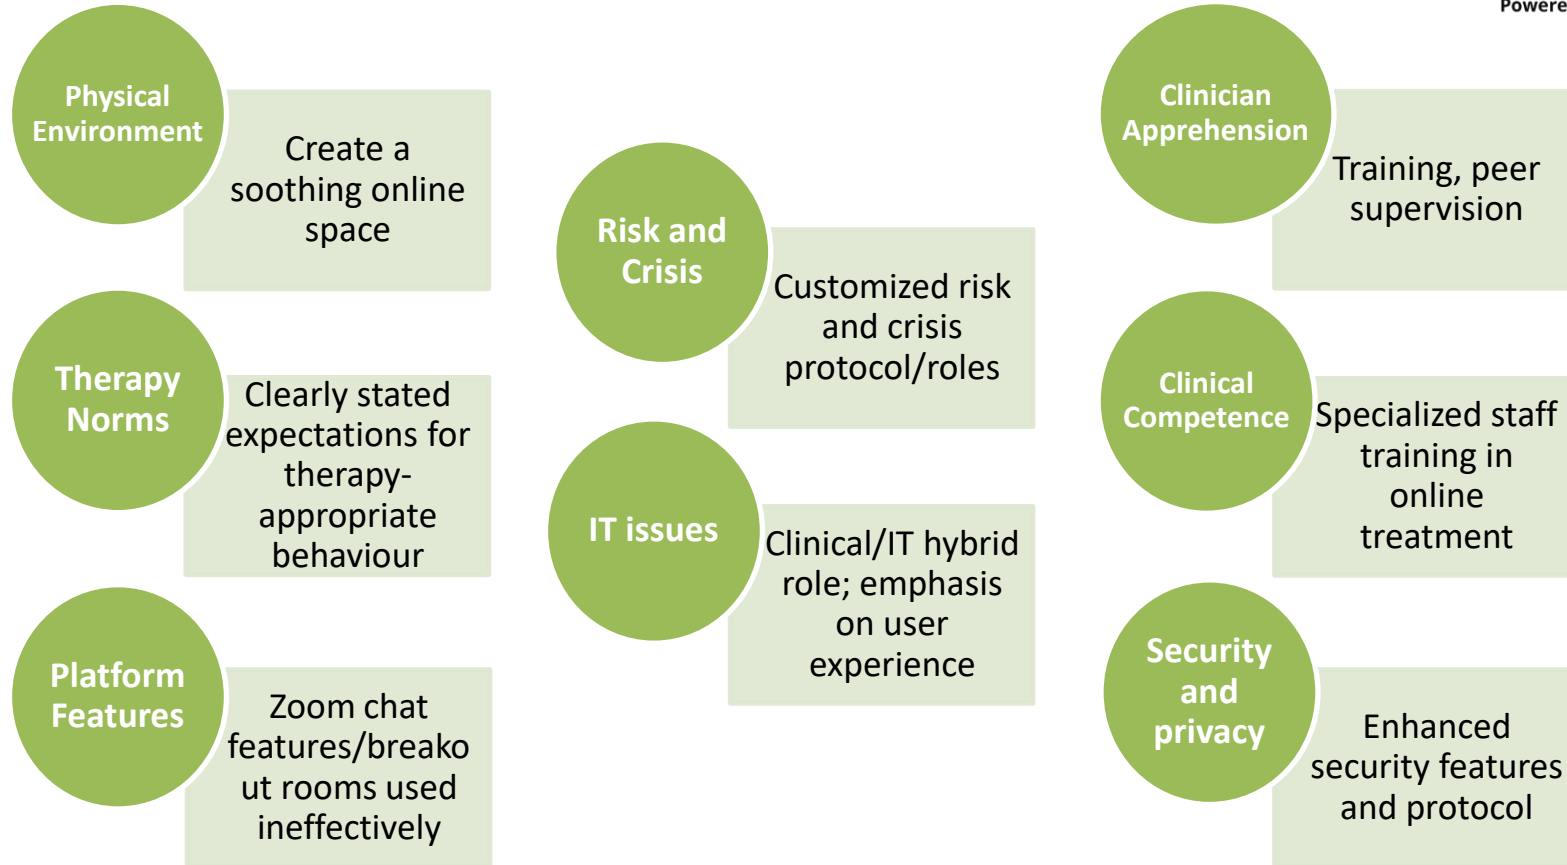 Powere
Physical
Environment
Create a
soothing online
space
Therapy
Norms
Clearly stated
expectations for
therapy-
appropriate
behaviour
Platform
Features
Zoom chat
features/breako
ut rooms used
ineffectively
Risk and
Crisis
Customized risk
and crisis
protocol/roles
IT issues
Clinical/IT hybrid
role; emphasis
on user
experience
Clinician
Apprehension
Training, peer
supervision
Clinical
Competence
Specialized staff
training in
online
treatment
Security
and
privacy
Enhanced
security features
and protocol